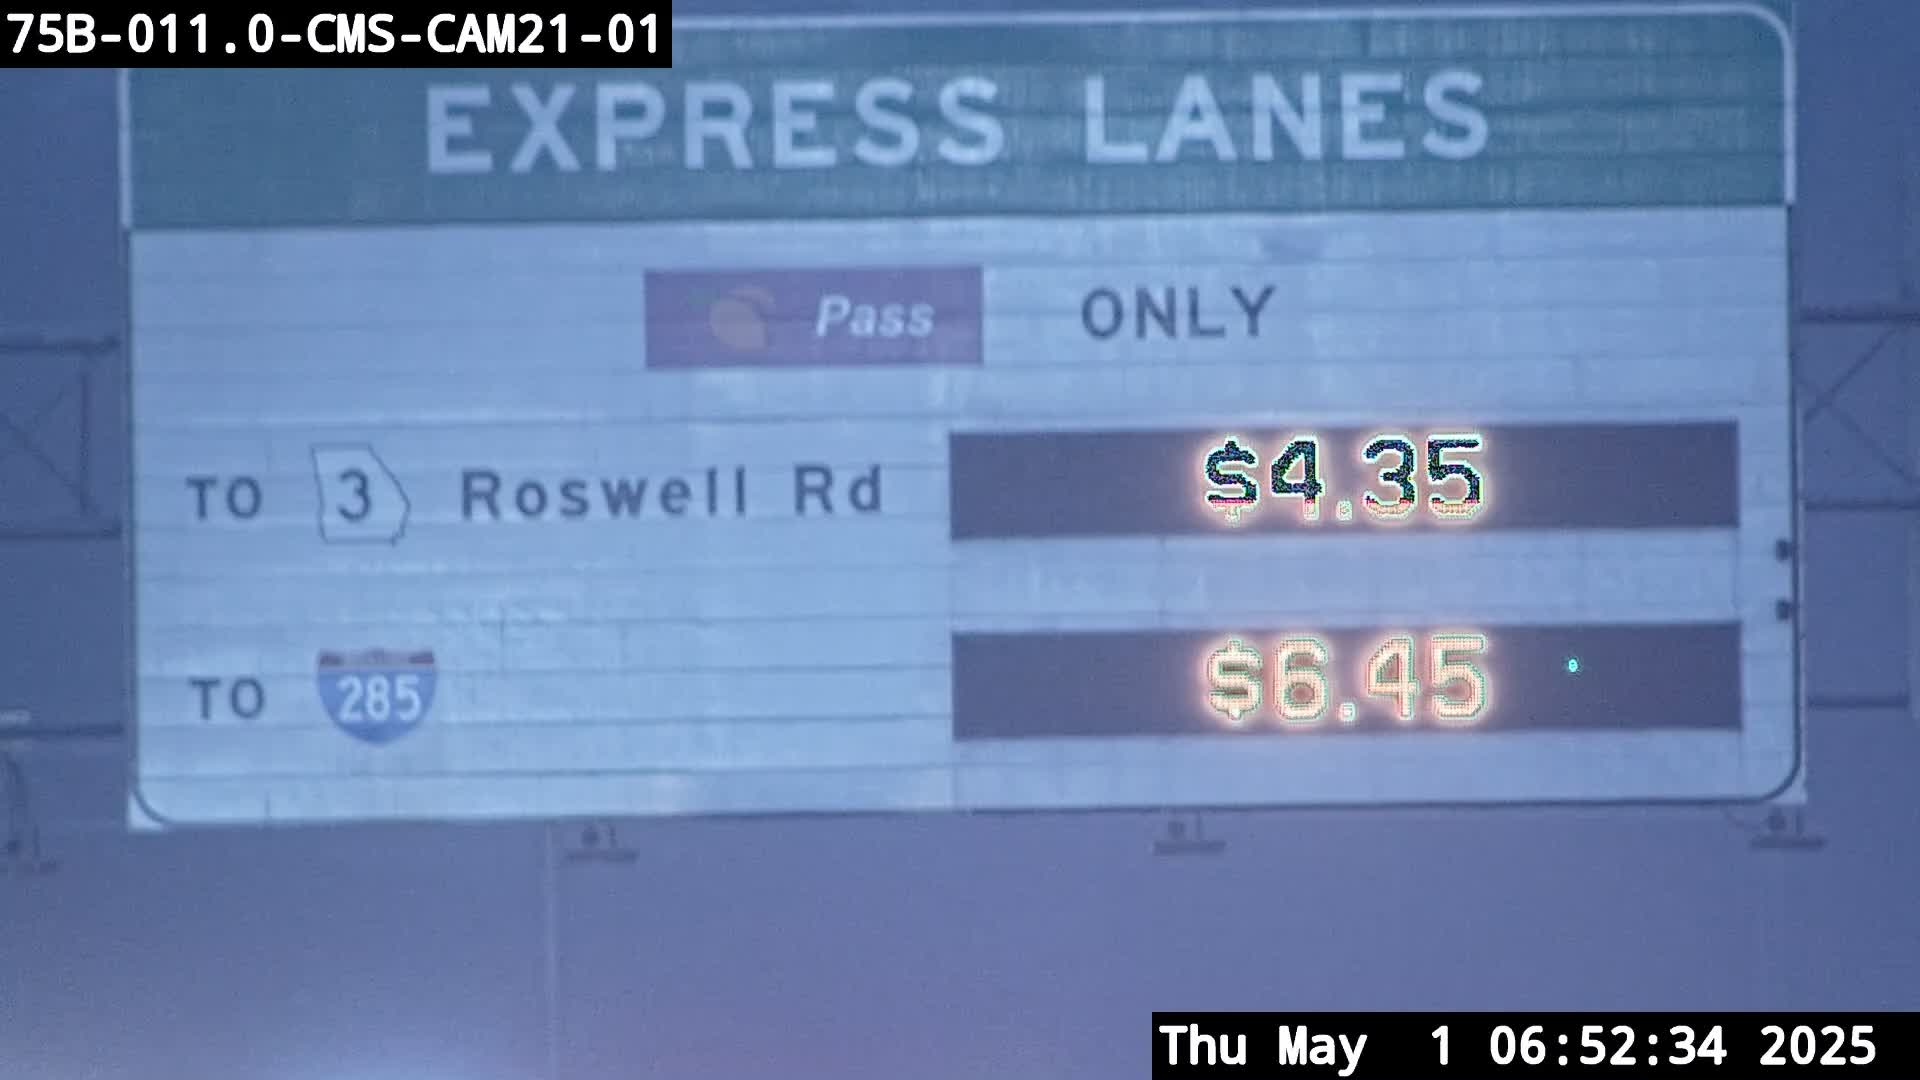 75B-011.0-CMS-CAM21-01
EXPRESS LANES
Pass ONLY
TO 3 Roswell Rd $4.35
TO 285 $6.45
Thu May 1 06:52:34 2025